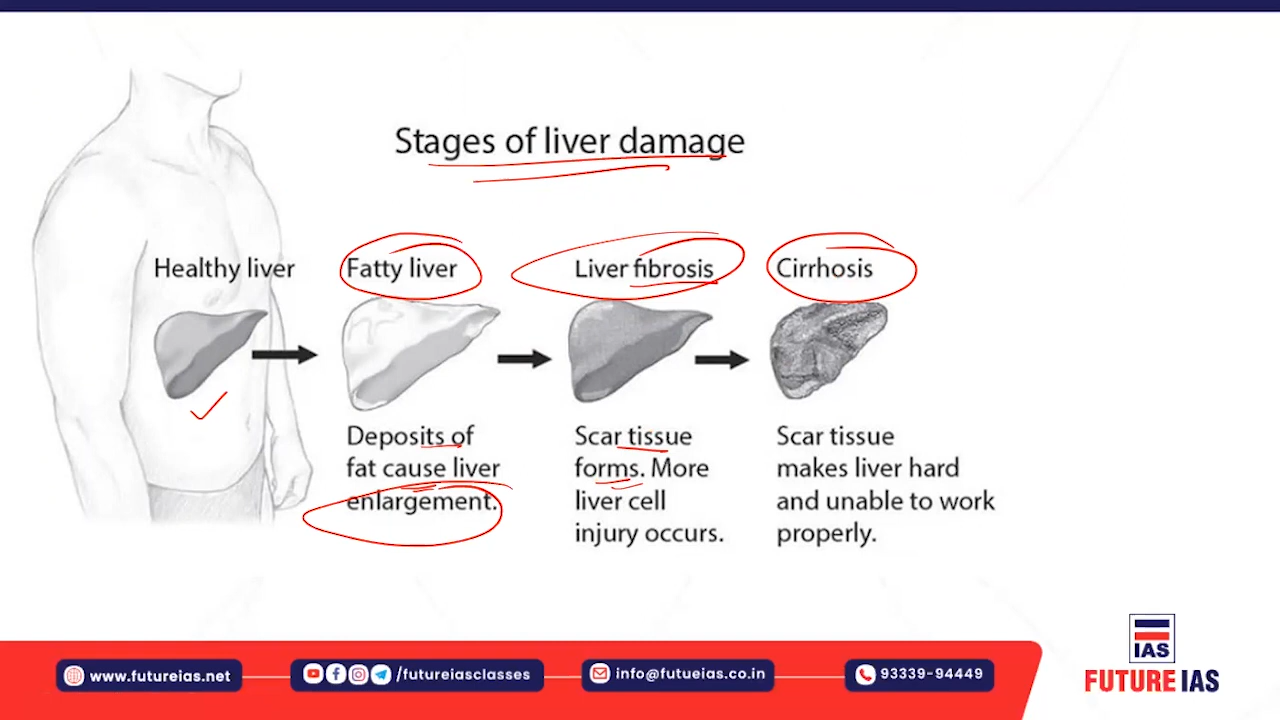 Stages of liver damage
Healthy liver
Fatty liver
Liver fibrosis
Cirrhosis
Deposits of
fat cause liver
enlargement.
Scar tissue
forms. More
liver cell
injury occurs.
Scar tissue
makes liver hard
and unable to work
properly.
www.futureias.net
/futureiasclasses
info@futueias.co.in
93339-94449
IAS
FUTURE IAS